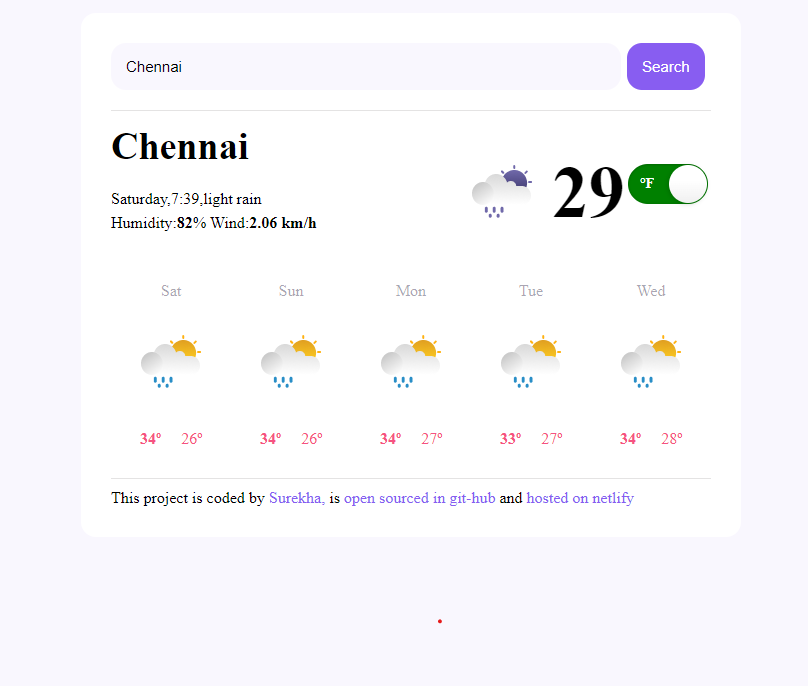 Chennai
Search
Chennai
Saturday,7:39,light rain
Humidity:82% Wind:2.06 km/h
29
°F
Sat Sun Mon Tue Wed
34° 26° 34° 26° 34° 27° 33° 27° 34° 28°
This project is coded by Surekha, is open sourced in git-hub and hosted on netlify